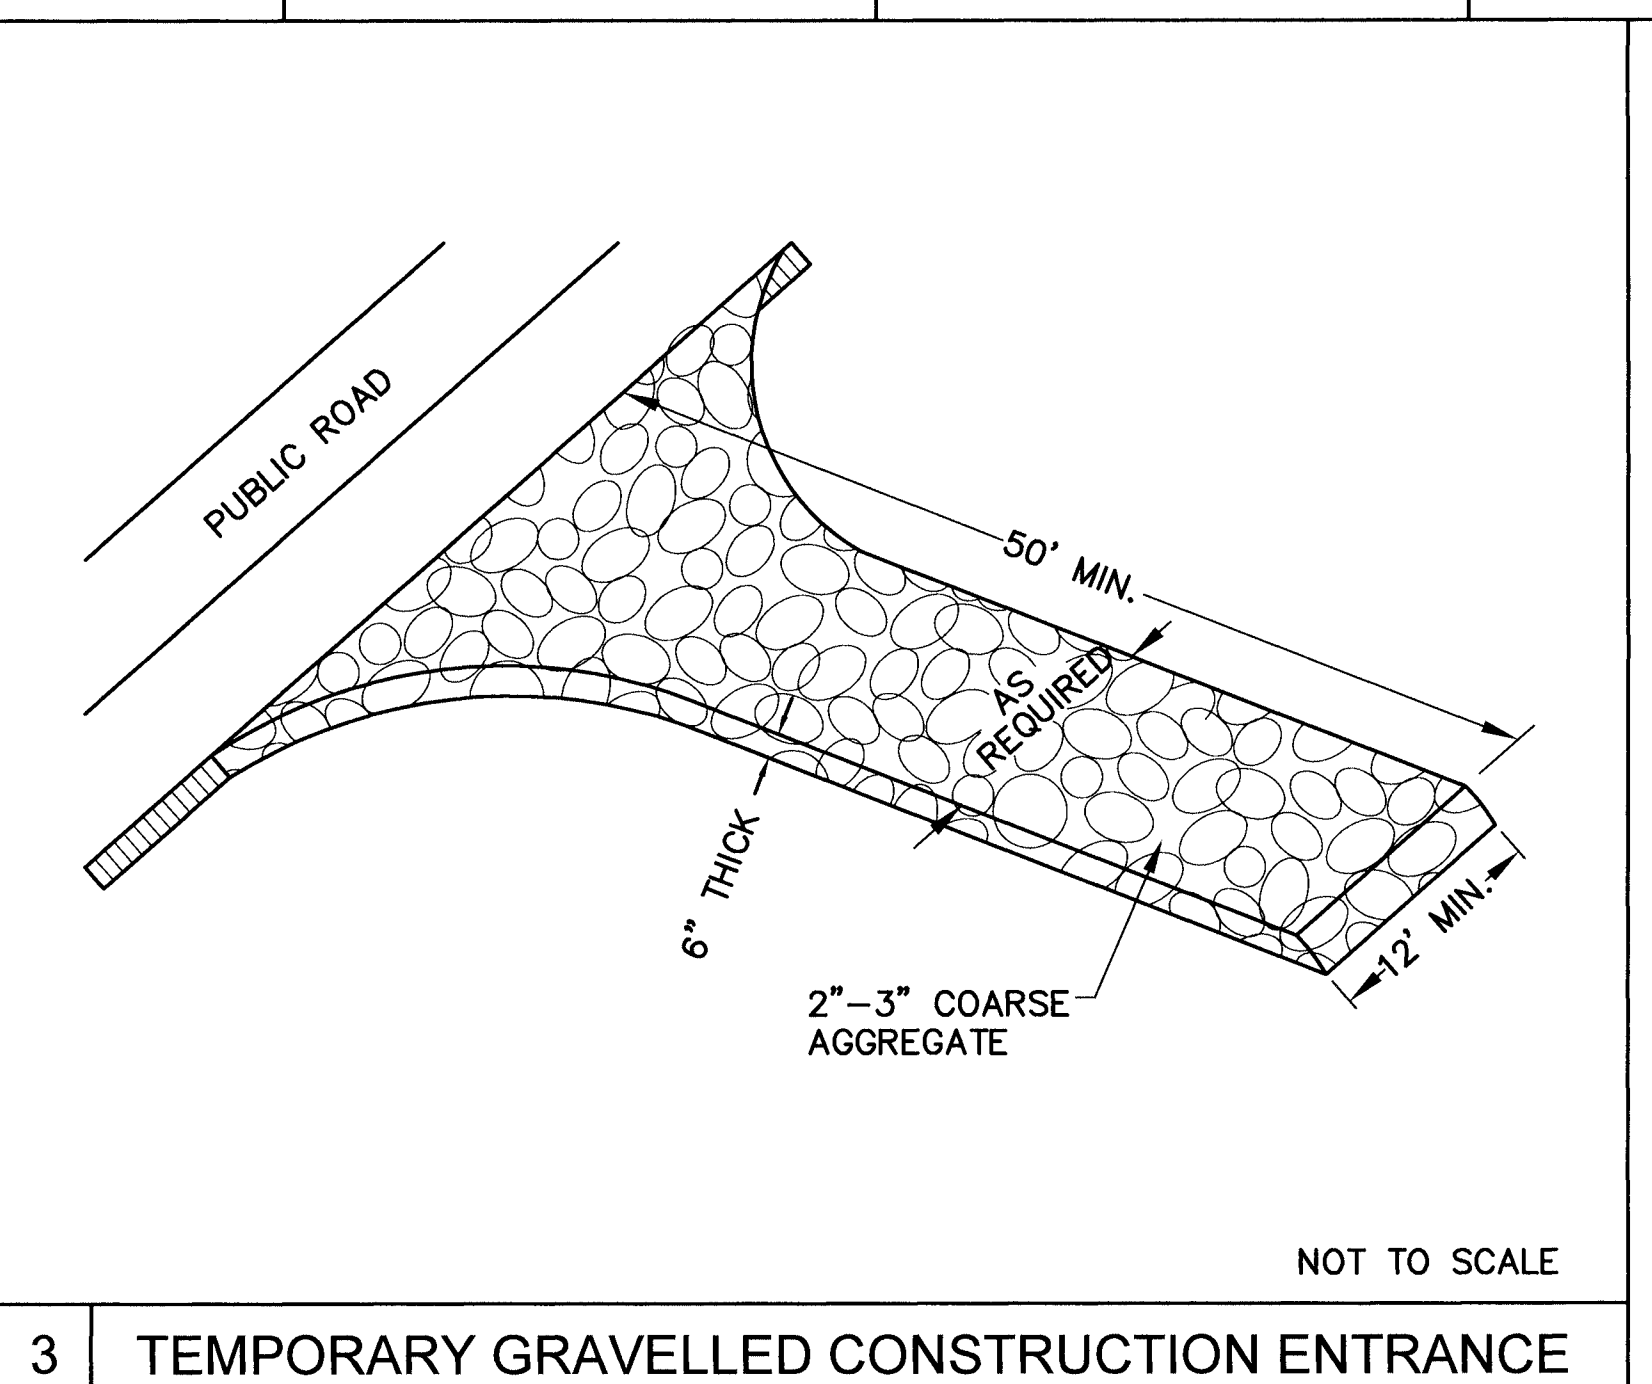 PUBLIC ROAD
50' MIN.
AS
REQUIRED
6" THICK
12' MIN.
2"-3" COARSE
AGGREGATE
NOT TO SCALE
3
TEMPORARY GRAVELLED CONSTRUCTION ENTRANCE